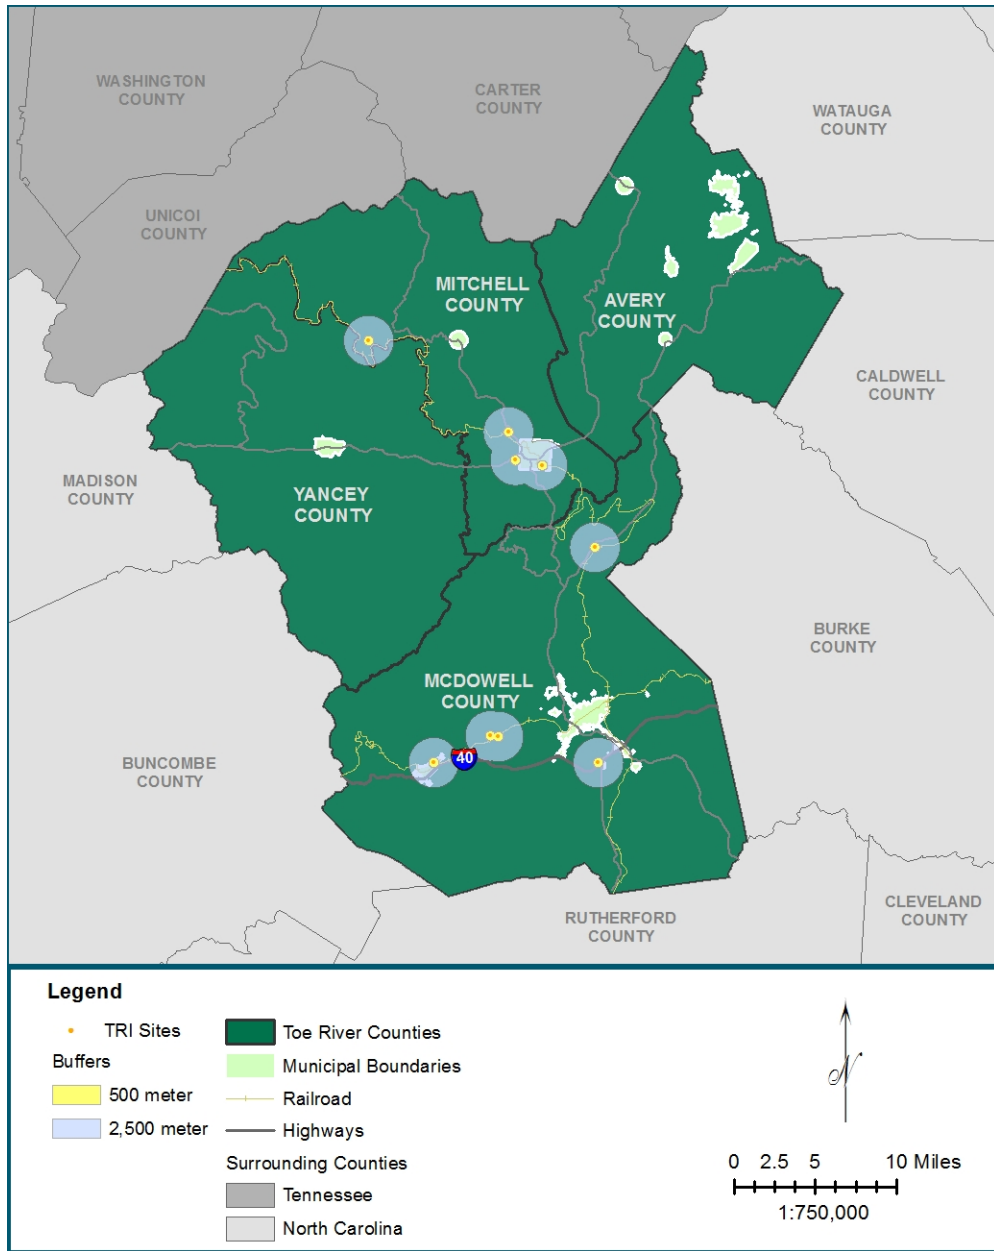 WASHINGTON
COUNTY
CARTER
COUNTY
WATAUGA
COUNTY
UNICOI
COUNTY
MITCHELL
COUNTY
AVERY
COUNTY
CALDWELL
COUNTY
MADISON
COUNTY
YANCEY
COUNTY
BURKE
COUNTY
MCDOWELL
COUNTY
BUNCOMBE
COUNTY
40
RUTHERFORD
COUNTY
CLEVELAND
COUNTY
Legend
TRI Sites
Buffers
500 meter
2,500 meter
Toe River Counties
Municipal Boundaries
Railroad
Highways
Surrounding Counties
Tennessee
North Carolina
N
0 2.5 5 10 Miles
1:750,000